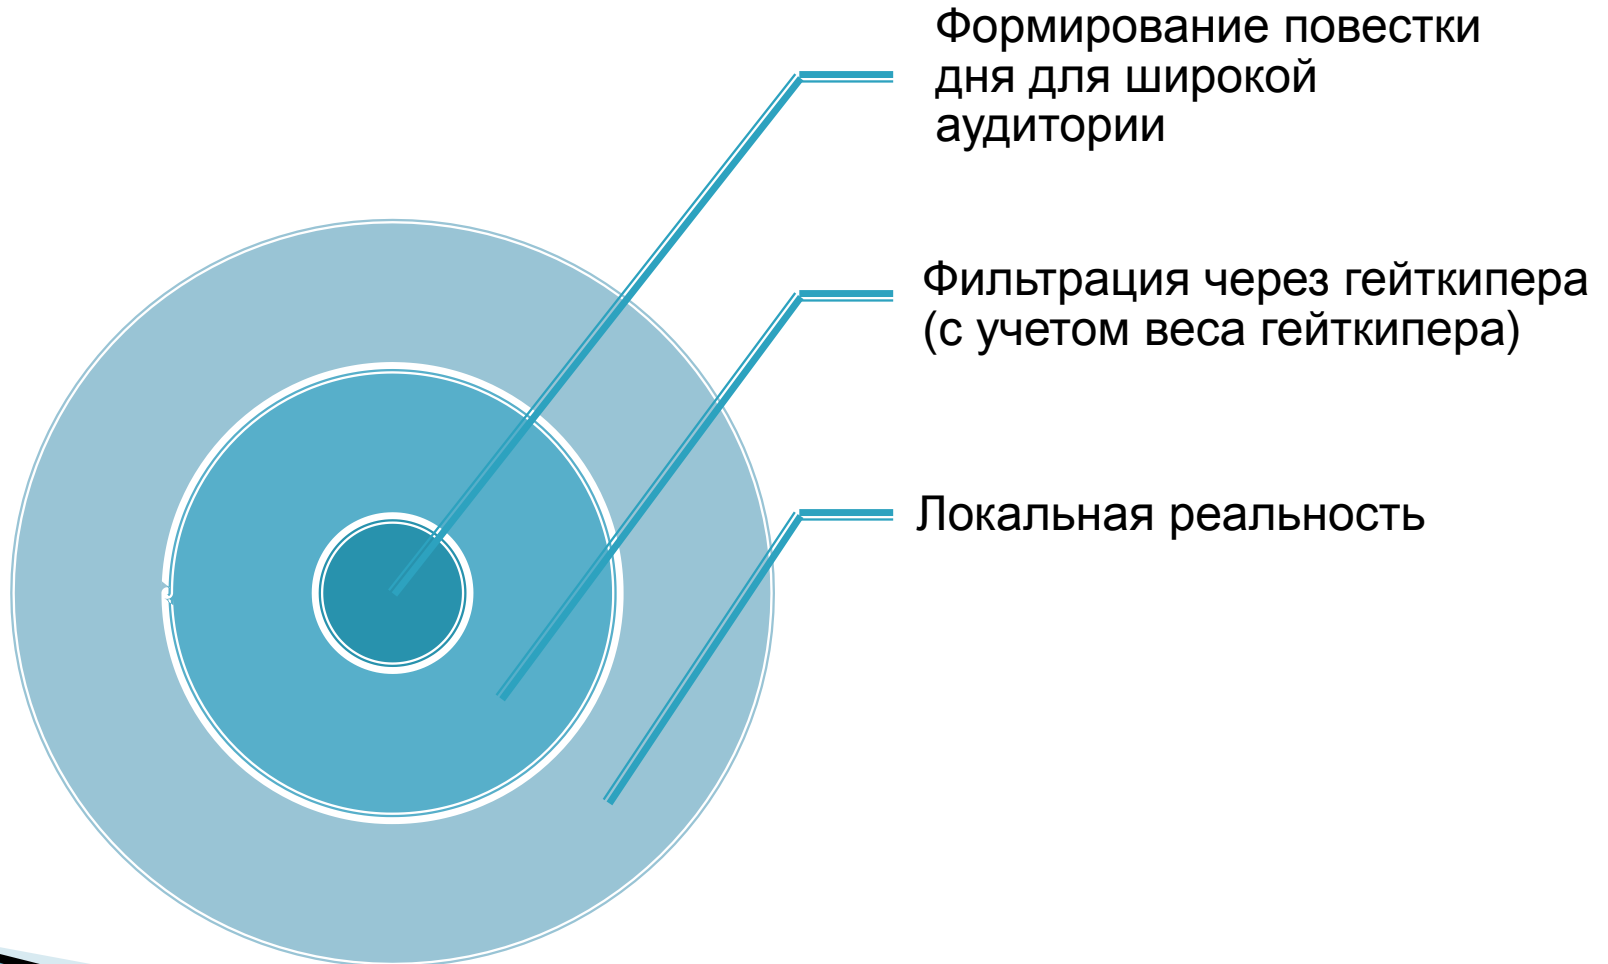 Формирование повестки
дня для широкой
аудитории
Фильтрация через гейткипера
(с учетом веса гейткипера)
Локальная реальность